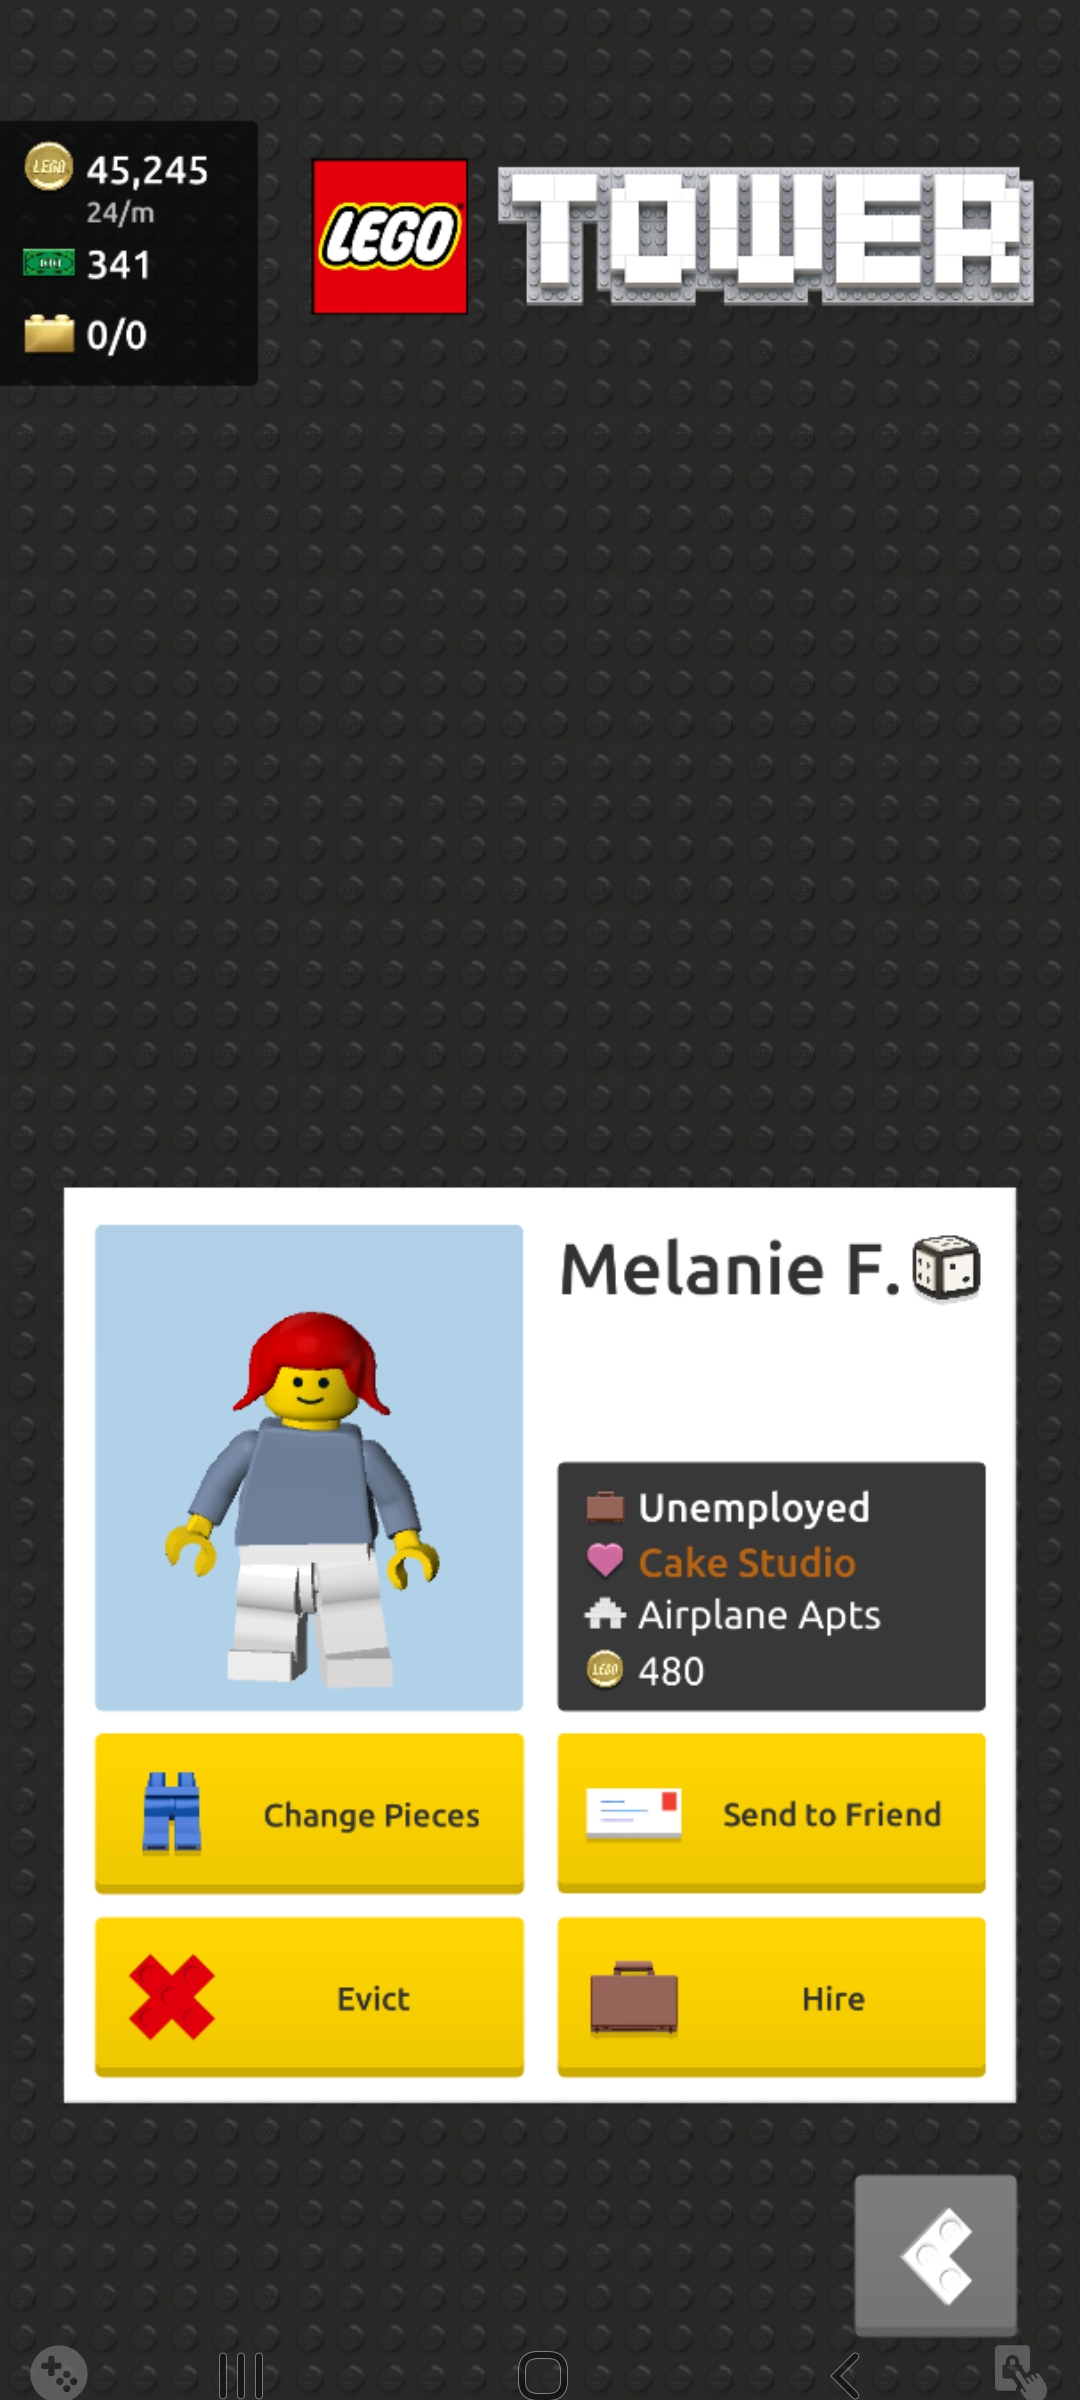 45,245
24/m
341
0/0
LEGO TOWER
Melanie F.
Unemployed
Cake Studio
Airplane Apts
480
Change Pieces
Send to Friend
Evict
Hire